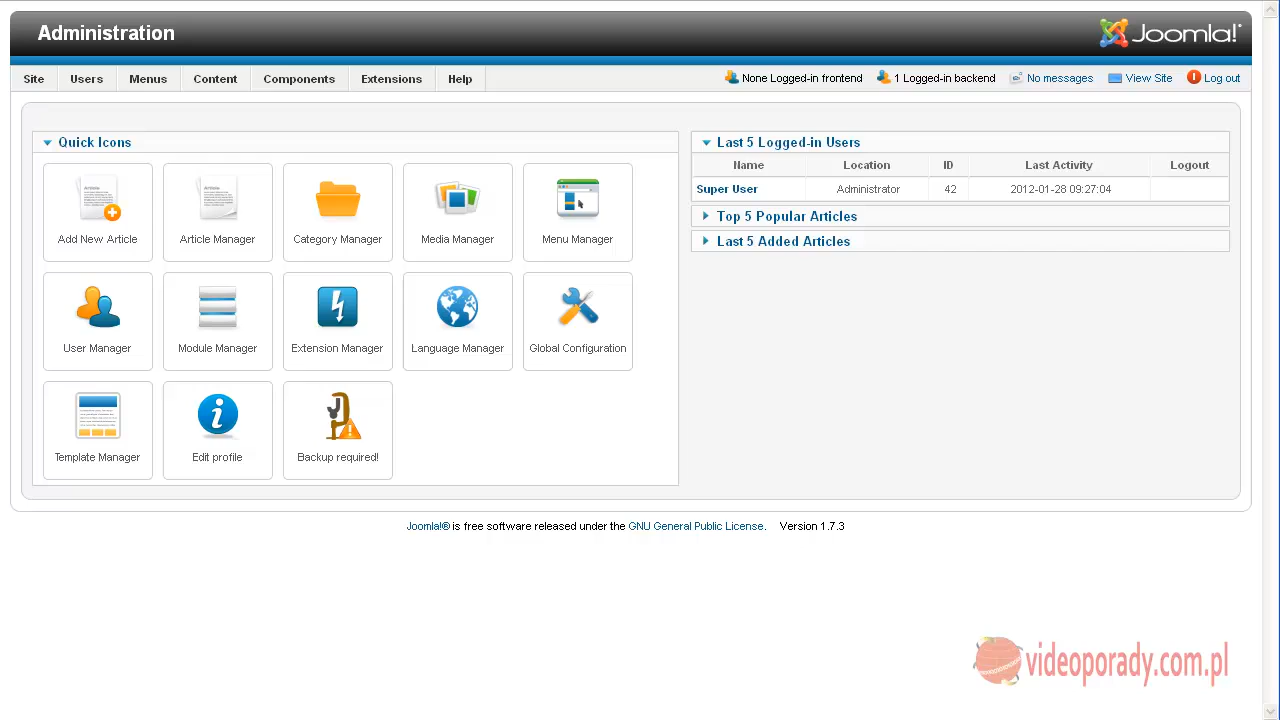 Administration
Joomla!
Site Users Menus Content Components Extensions Help
None Logged-in frontend 1 Logged-in backend No messages View Site Log out
Quick Icons
Add New Article Article Manager Category Manager Media Manager Menu Manager
User Manager Module Manager Extension Manager Language Manager Global Configuration
Template Manager Edit profile Backup required!
Last 5 Logged-in Users
Name Location ID Last Activity Logout
Super User Administrator 42 2012-01-28
Top 5 Popular Articles
Last 5 Added Articles
Joomla!® is free software released under the GNU General Public License. Version 1.7.3
videoporady.com.pl